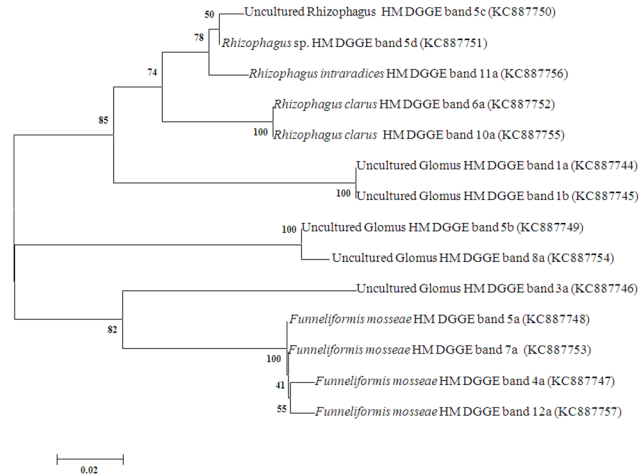 50
Uncultured Rhizophagus HM DGGE band 5c (KC887750)
78
Rhizophagus sp. HM DGGE band 5d (KC887751)
74
Rhizophagus intraradices HM DGGE band 11a (KC887756)
Rhizophagus clarus HM DGGE band 6a (KC887752)
85
100
Rhizophagus clarus HM DGGE band 10a (KC887755)
Uncultured Glomus HM DGGE band 1a (KC887744)
100
Uncultured Glomus HM DGGE band 1b (KC887745)
100
Uncultured Glomus HM DGGE band 5b (KC887749)
Uncultured Glomus HM DGGE band 8a (KC887754)
Uncultured Glomus HM DGGE band 3a (KC887746)
82
Funneliformis mosseae HM DGGE band 5a (KC887748)
100
Funneliformis mosseae HM DGGE band 7a (KC887753)
41
Funneliformis mosseae HM DGGE band 4a (KC887747)
55
Funneliformis mosseae HM DGGE band 12a (KC887757)
0.02